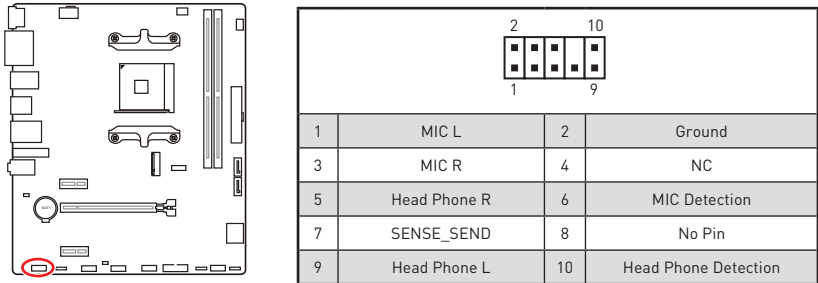 BAT1
2 10
1 9
1 MIC L 2 Ground
3 MIC R 4 NC
5 Head Phone R 6 MIC Detection
7 SENSE_SEND 8 No Pin
9 Head Phone L 10 Head Phone Detection